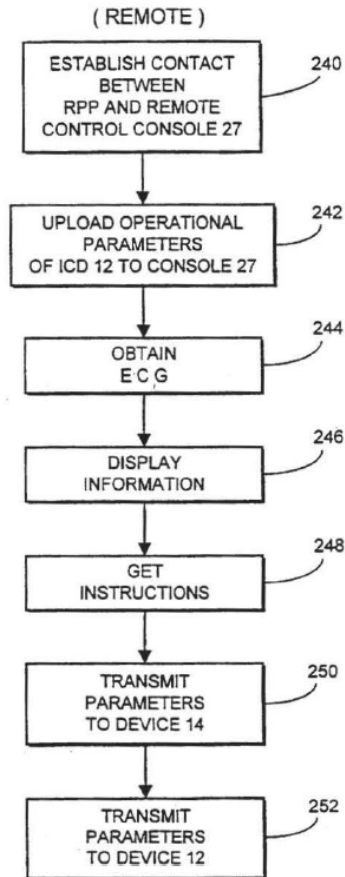 ( REMOTE )
ESTABLISH CONTACT
BETWEEN
RPP AND REMOTE
CONTROL CONSOLE 27
240
UPLOAD OPERATIONAL
PARAMETERS
OF ICD 12 TO CONSOLE 27
242
OBTAIN
E C G
244
DISPLAY
INFORMATION
246
GET
INSTRUCTIONS
248
TRANSMIT
PARAMETERS
TO DEVICE 14
250
TRANSMIT
PARAMETERS
TO DEVICE 12
252